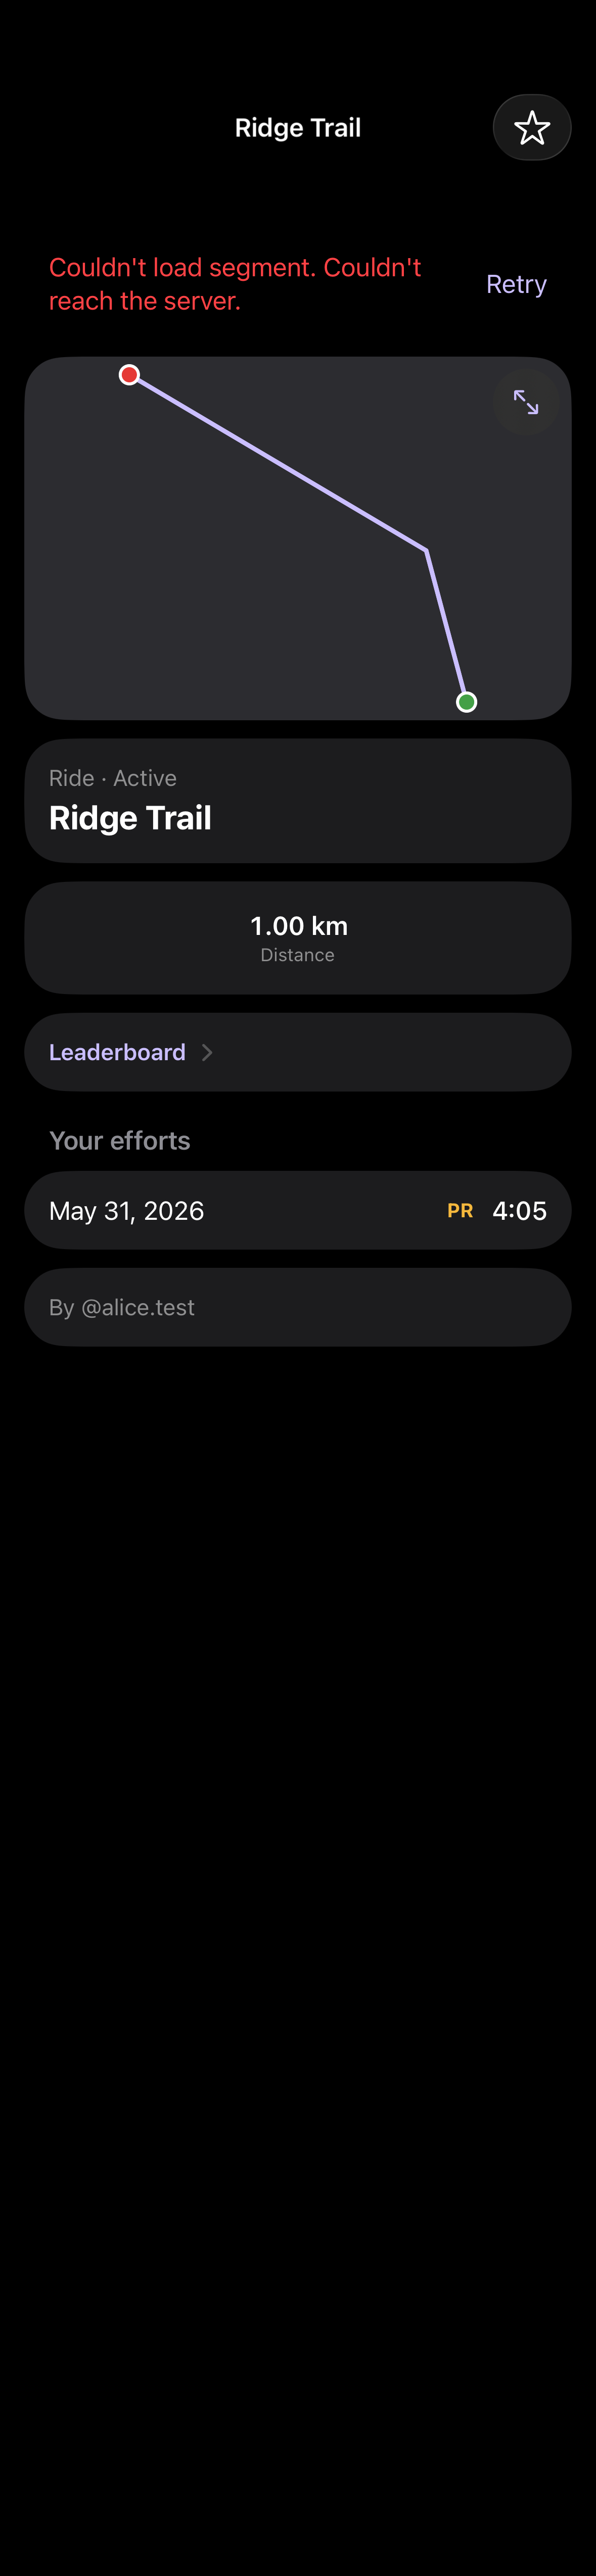 Ridge Trail
Couldn't load segment. Couldn't
reach the server.
Retry
Ride · Active
Ridge Trail
1.00 km
Distance
Leaderboard
Your efforts
May 31, 2026 PR 4:05
By @alice.test